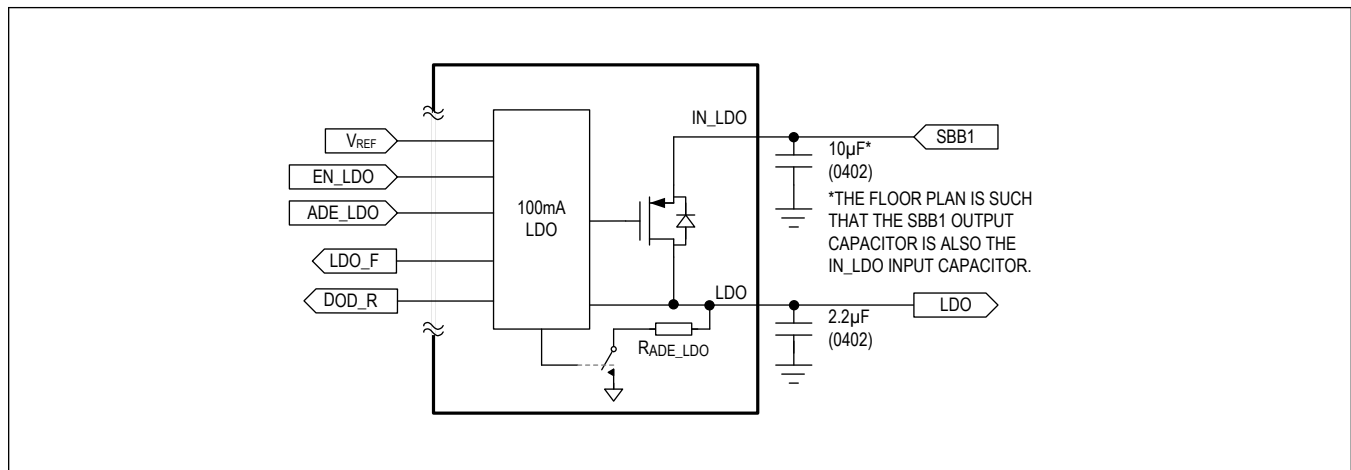 VREF
EN_LDO
ADE_LDO
LDO_F
DOD_R
100mA
LDO
IN_LDO
SBB1
10µF*
(0402)
*THE FLOOR PLAN IS SUCH
THAT THE SBB1 OUTPUT
CAPACITOR IS ALSO THE
IN_LDO INPUT CAPACITOR.
LDO
LDO
2.2µF
(0402)
RADE_LDO